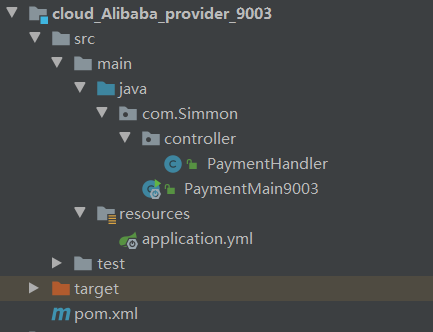 cloud_Alibaba_provider_9003
src
main
java
com.Simmon
controller
PaymentHandler
PaymentMain9003
resources
application.yml
test
target
pom.xml